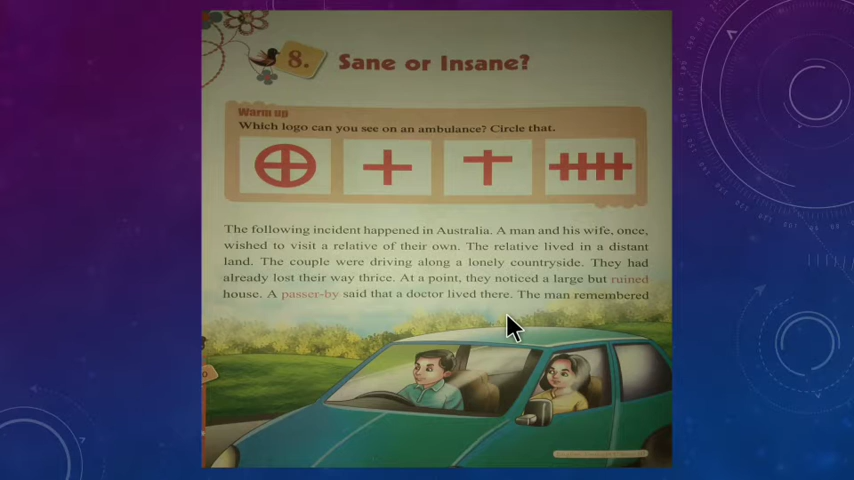 8. Sane or Insane?
Warm up
Which logo can you see on an ambulance? Circle that.
The following incident happened in Australia. A man and his wife, once,
wished to visit a relative of their own. The relative lived in a distant
land. The couple were driving along a lonely countryside. They had
already lost their way thrice. At a point, they noticed a large but ruined
house. A passer-by said that a doctor lived there. The man remembered